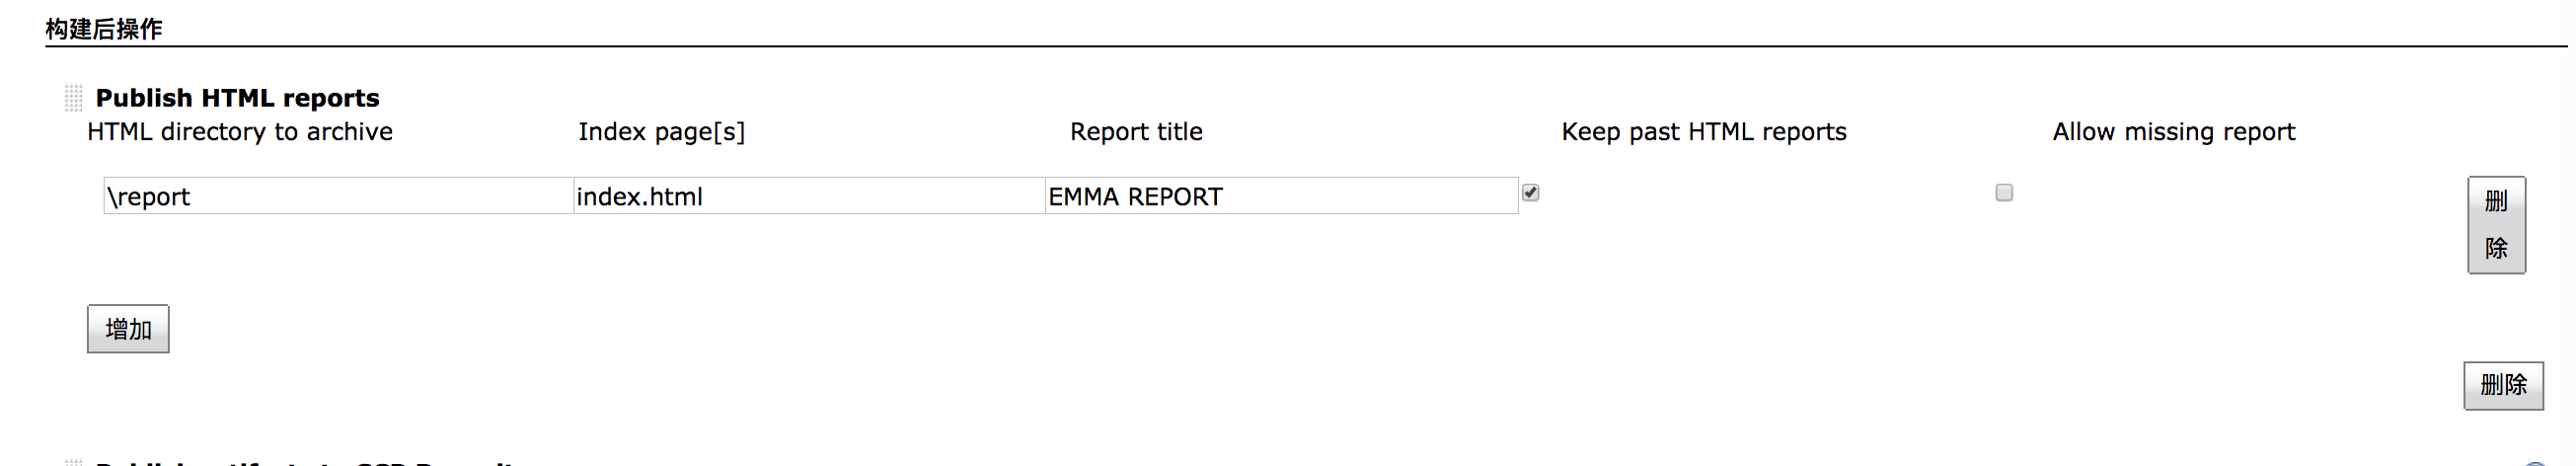 构建后操作
Publish HTML reports
HTML directory to archive Index page[s] Report title Keep past HTML reports Allow missing report
\report index.html EMMA REPORT 删除
增加
删除